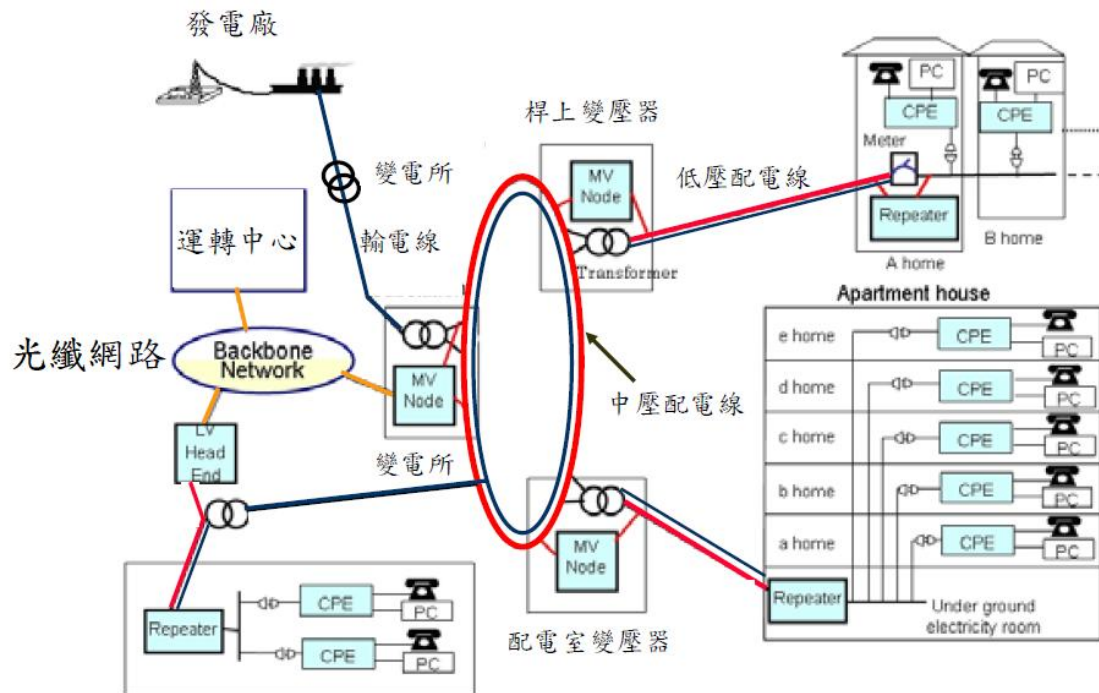 發電廠
變電所
輸電線
運轉中心
光纖網路
Backbone
Network
LV
Head
End
變電所
MV
Node
桿上變壓器
MV
Node
Transformer
低壓配電線
中壓配電線
MV
Node
配電室變壓器
Repeater
CPE
PC
CPE
PC
PC
CPE
Meter
Repeater
A home
PC
CPE
B home
Apartment house
e home
CPE
PC
d home
CPE
PC
c home
CPE
PC
b home
CPE
PC
a home
CPE
PC
Repeater
Under ground
electricity room